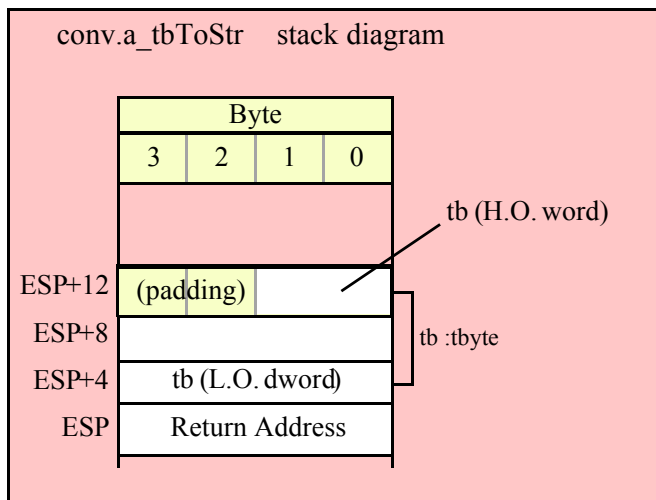 conv.a_tbToStr stack diagram
Byte
3 2 1 0
tb (H.O. word)
ESP+12 (padding)
ESP+8 tb :tbyte
ESP+4 tb (L.O. dword)
ESP Return Address